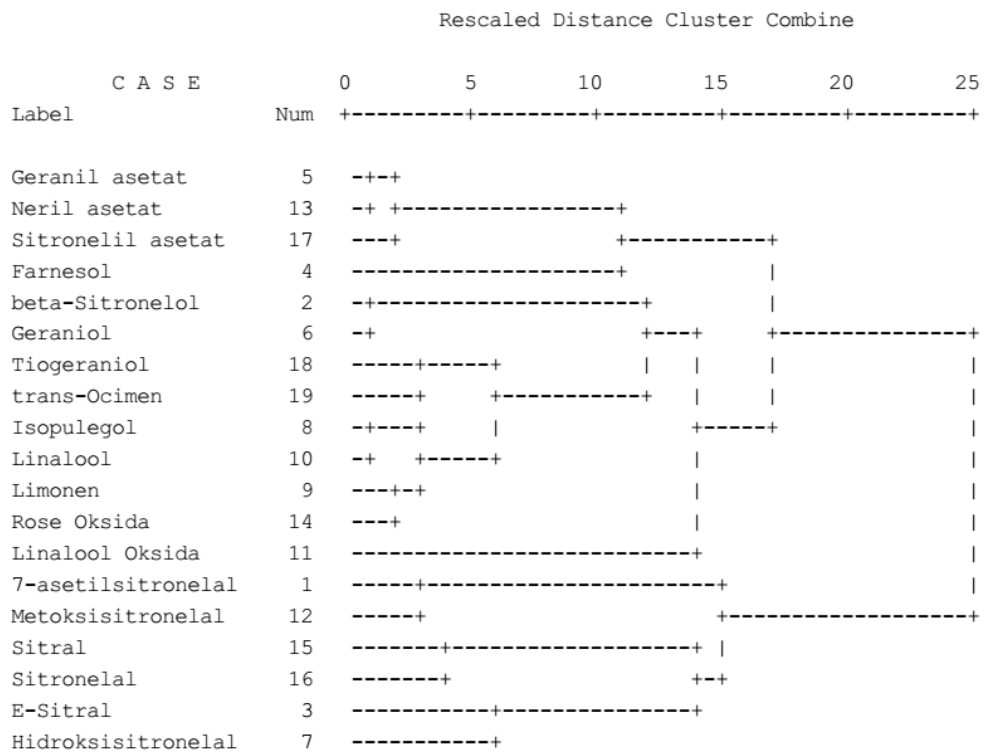 Rescaled Distance Cluster Combine
C A S E 0 5 10 15 20 25
Label Num +---------+---------+---------+---------+---------+
Geranil asetat 5 -+-+
Neril asetat 13 -+ +-----------------+
Sitronelil asetat 17 ---+ +-----------+
Farnesol 4 ---------------------+ |
beta-Sitronelol 2 -+---------------------+ |
Geraniol 6 -+ +---+ +---------------+
Tiogeraniol 18 -----+-----+ | | | |
trans-Ocimen 19 -----+ +-----------+ | | |
Isopulegol 8 -+---+ | +-----+ |
Linalool 10 -+ +-----+ | |
Limonen 9 ---+-+ | |
Rose Oksida 14 ---+ | |
Linalool Oksida 11 ---------------------------+ |
7-asetilsitronelal 1 -----+-----------------------+ |
Metoksisitronelal 12 -----+ +-------------------+
Sitral 15 -------+-------------------+ |
Sitronelal 16 -------+ +-+
E-Sitral 3 -----------+---------------+
Hidroksisitronelal 7 -----------+